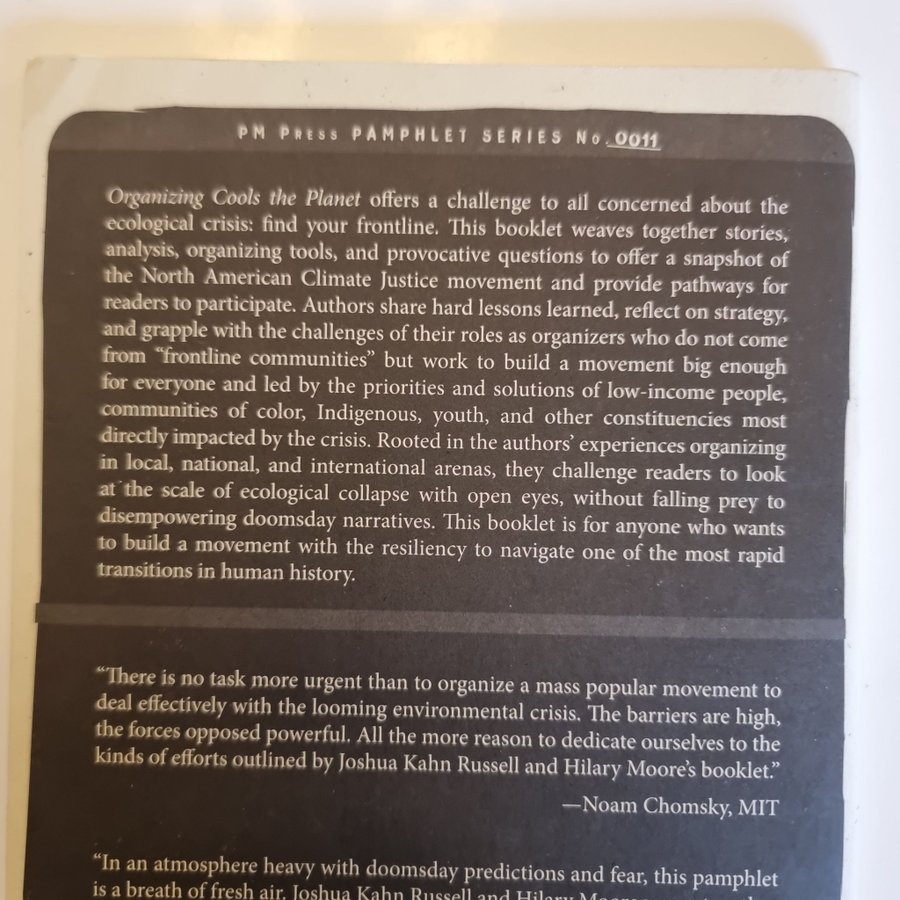 PM PRESS PAMPHLET SERIES No. 0011
Organizing Cools the Planet offers a challenge to all concerned about the
ecological crisis: find your frontline. This booklet weaves together stories,
analysis, organizing tools, and provocative questions to offer a snapshot of
the North American Climate Justice movement and provide pathways for
readers to participate. Authors share hard lessons learned, reflect on strategy,
and grapple with the challenges of their roles as organizers who do not come
from “frontline communities” but work to build a movement big enough
for everyone and led by the priorities and solutions of low-income people,
communities of color, Indigenous, youth, and other constituencies most
directly impacted by the crisis. Rooted in the authors’ experiences organizing
in local, national, and international arenas, they challenge readers to look
at the scale of ecological collapse with open eyes, without falling prey to
disempowering doomsday narratives. This booklet is for anyone who wants
to build a movement with the resiliency to navigate one of the most rapid
transitions in human history.
“There is no task more urgent than to organize a mass popular movement to
deal effectively with the looming environmental crisis. The barriers are high,
the forces opposed powerful. All the more reason to dedicate ourselves to the
kinds of efforts outlined by Joshua Kahn Russell and Hilary Moore’s booklet.”
—Noam Chomsky, MIT
“In an atmosphere heavy with doomsday predictions and fear, this pamphlet
is a breath of fresh air. Joshua Kahn Russell and Hilary